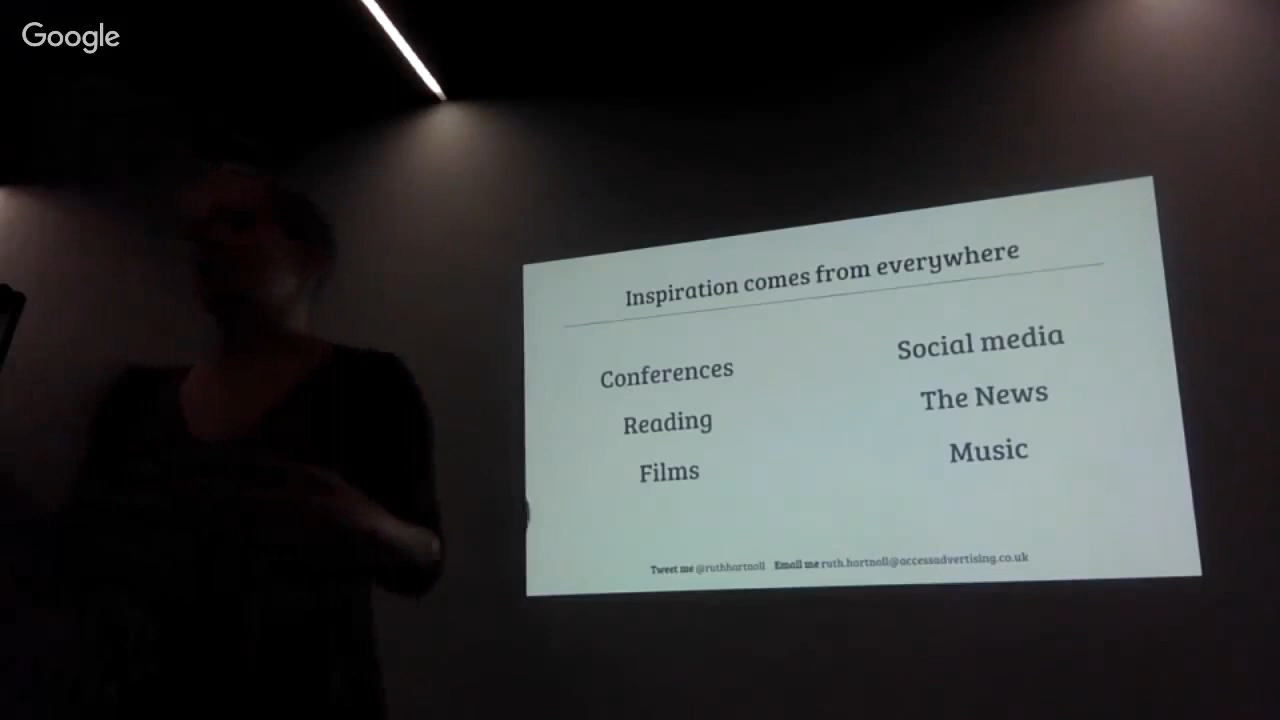 Google
Inspiration comes from everywhere
Conferences
Reading
Films
Social media
The News
Music
Tweet me @ruthhartnoll Email me ruth.hartnoll@accessadvertising.co.uk